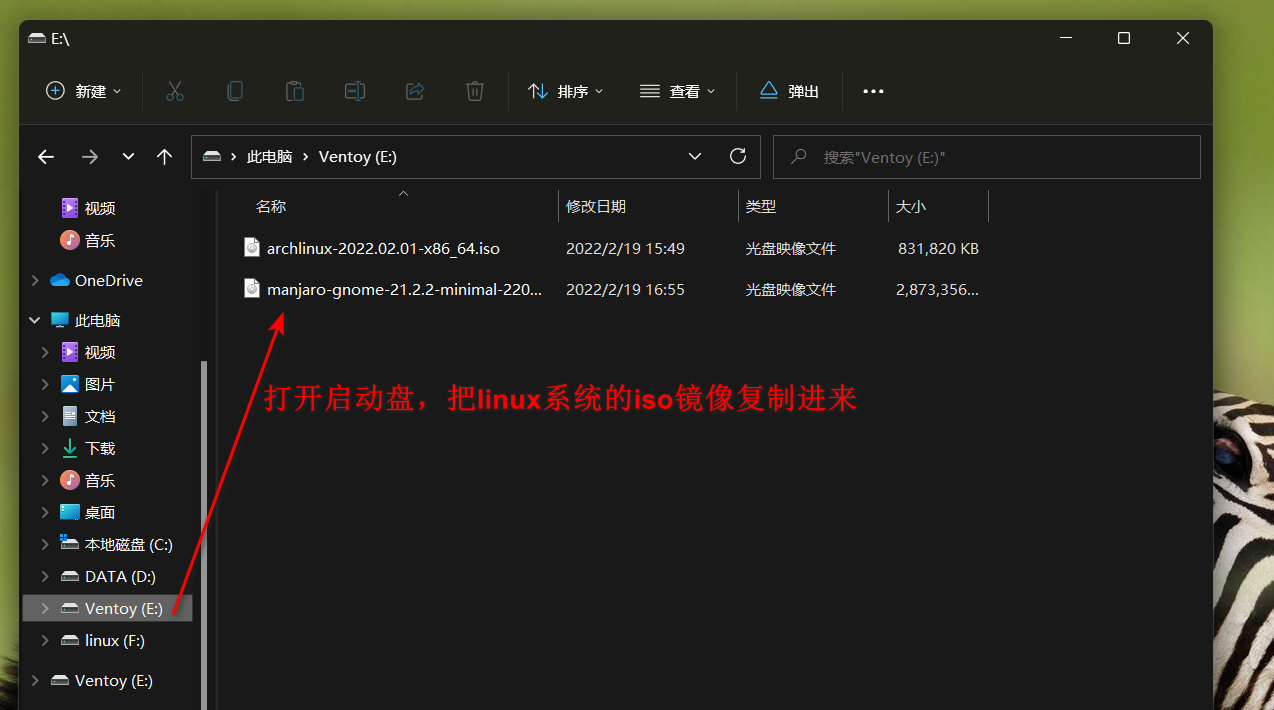 E:\
新建
排序
查看
弹出
此电脑
Ventoy (E:)
搜索"Ventoy (E:)"
名称
修改日期
类型
大小
archlinux-2022.02.01-x86_64.iso
2022/2/19 15:49
光盘映像文件
831,820 KB
manjaro-gnome-21.2.2-minimal-220...
2022/2/19 16:55
光盘映像文件
2,873,356...
打开启动盘，把linux系统的iso镜像复制进来
视频
音乐
OneDrive
此电脑
视频
图片
文档
下载
音乐
桌面
本地磁盘 (C:)
DATA (D:)
Ventoy (E:)
linux (F:)
Ventoy (E:)